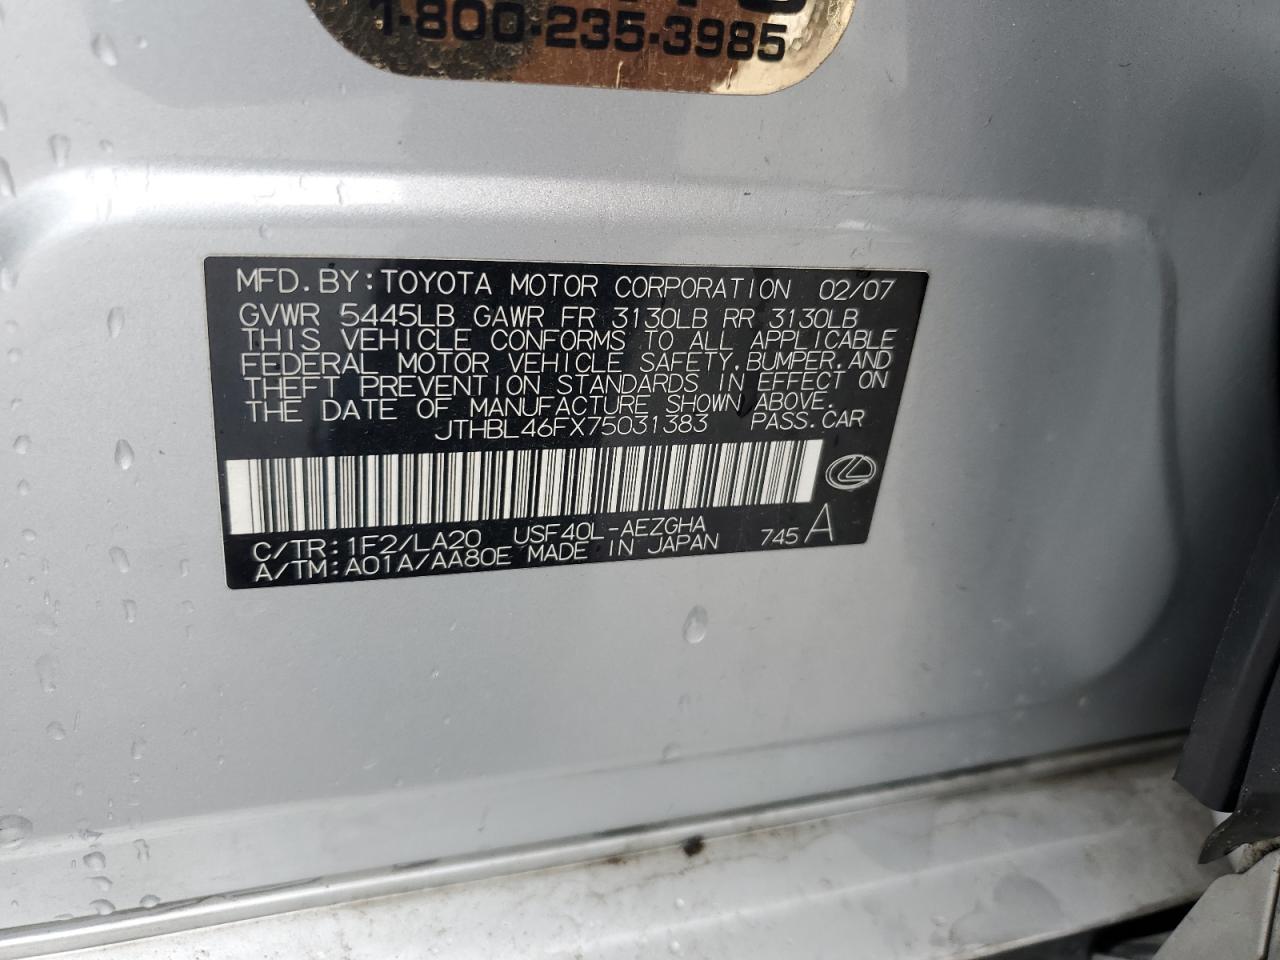 1-800-235-3985
MFD. BY: TOYOTA MOTOR CORPORATION 02/07
GVWR 5445LB GAWR FR 3130LB RR 3130LB
THIS VEHICLE CONFORMS TO ALL APPLICABLE
FEDERAL MOTOR VEHICLE SAFETY, BUMPER, AND
THEFT PREVENTION STANDARDS IN EFFECT ON
THE DATE OF MANUFACTURE SHOWN ABOVE.
JTHBL46FX75031383 PASS. CAR
C/TR: 1F2/LA20 USF40L-AEZGHA 745 A
A/TM: A01A/AA80E MADE IN JAPAN